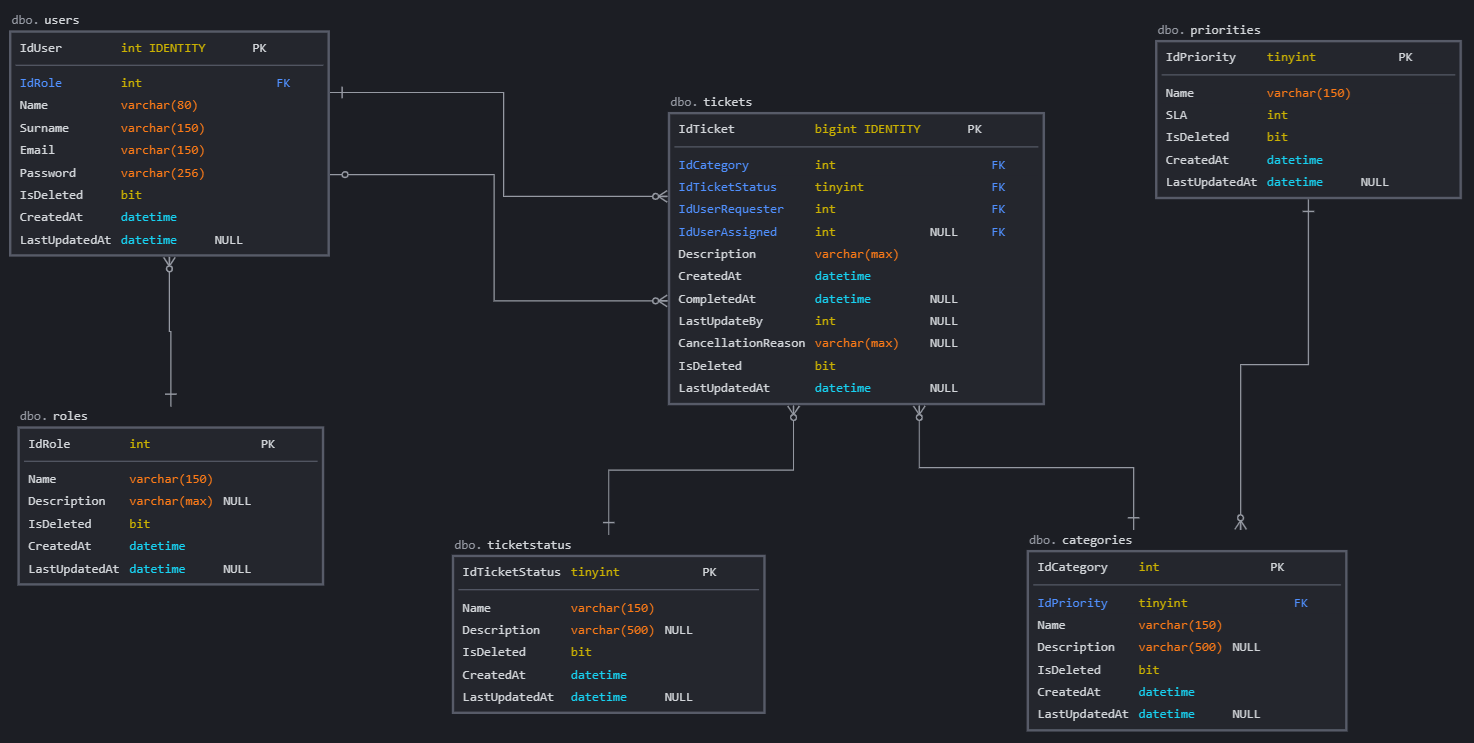 dbo. users
IdUser int IDENTITY PK
IdRole int FK
Name varchar(80)
Surname varchar(150)
Email varchar(150)
Password varchar(256)
IsDeleted bit
CreatedAt datetime
LastUpdatedAt datetime NULL
dbo. roles
IdRole int PK
Name varchar(150)
Description varchar(max) NULL
IsDeleted bit
CreatedAt datetime
LastUpdatedAt datetime NULL
dbo. tickets
IdTicket bigint IDENTITY PK
IdCategory int FK
IdTicketStatus tinyint FK
IdUserRequester int FK
IdUserAssigned int NULL FK
Description varchar(max)
CreatedAt datetime
CompletedAt datetime NULL
LastUpdateBy int NULL
CancellationReason varchar(max) NULL
IsDeleted bit
LastUpdatedAt datetime NULL
dbo. ticketstatus
IdTicketStatus tinyint PK
Name varchar(150)
Description varchar(500) NULL
IsDeleted bit
CreatedAt datetime
LastUpdatedAt datetime NULL
dbo. priorities
IdPriority tinyint PK
Name varchar(150)
SLA int
IsDeleted bit
CreatedAt datetime
LastUpdatedAt datetime NULL
dbo. categories
IdCategory int PK
IdPriority tinyint FK
Name varchar(150)
Description varchar(500) NULL
IsDeleted bit
CreatedAt datetime
LastUpdatedAt datetime NULL